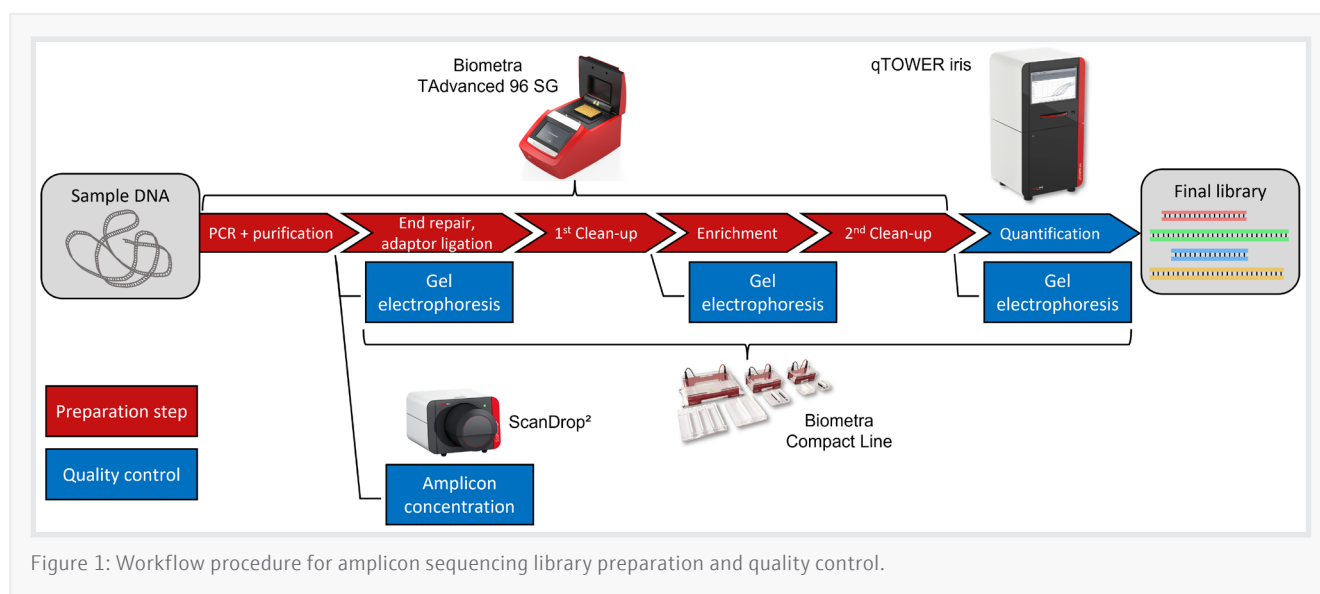 Biometra
TAdvanced 96 SG
qTOWER iris
Sample DNA
Final library
PCR + purification
End repair,
adaptor ligation
1st Clean-up
Enrichment
2nd Clean-up
Quantification
Gel
electrophoresis
Gel
electrophoresis
Gel
electrophoresis
Preparation step
Quality control
ScanDrop²
Amplicon
concentration
Biometra
Compact Line
Figure 1: Workflow procedure for amplicon sequencing library preparation and quality control.